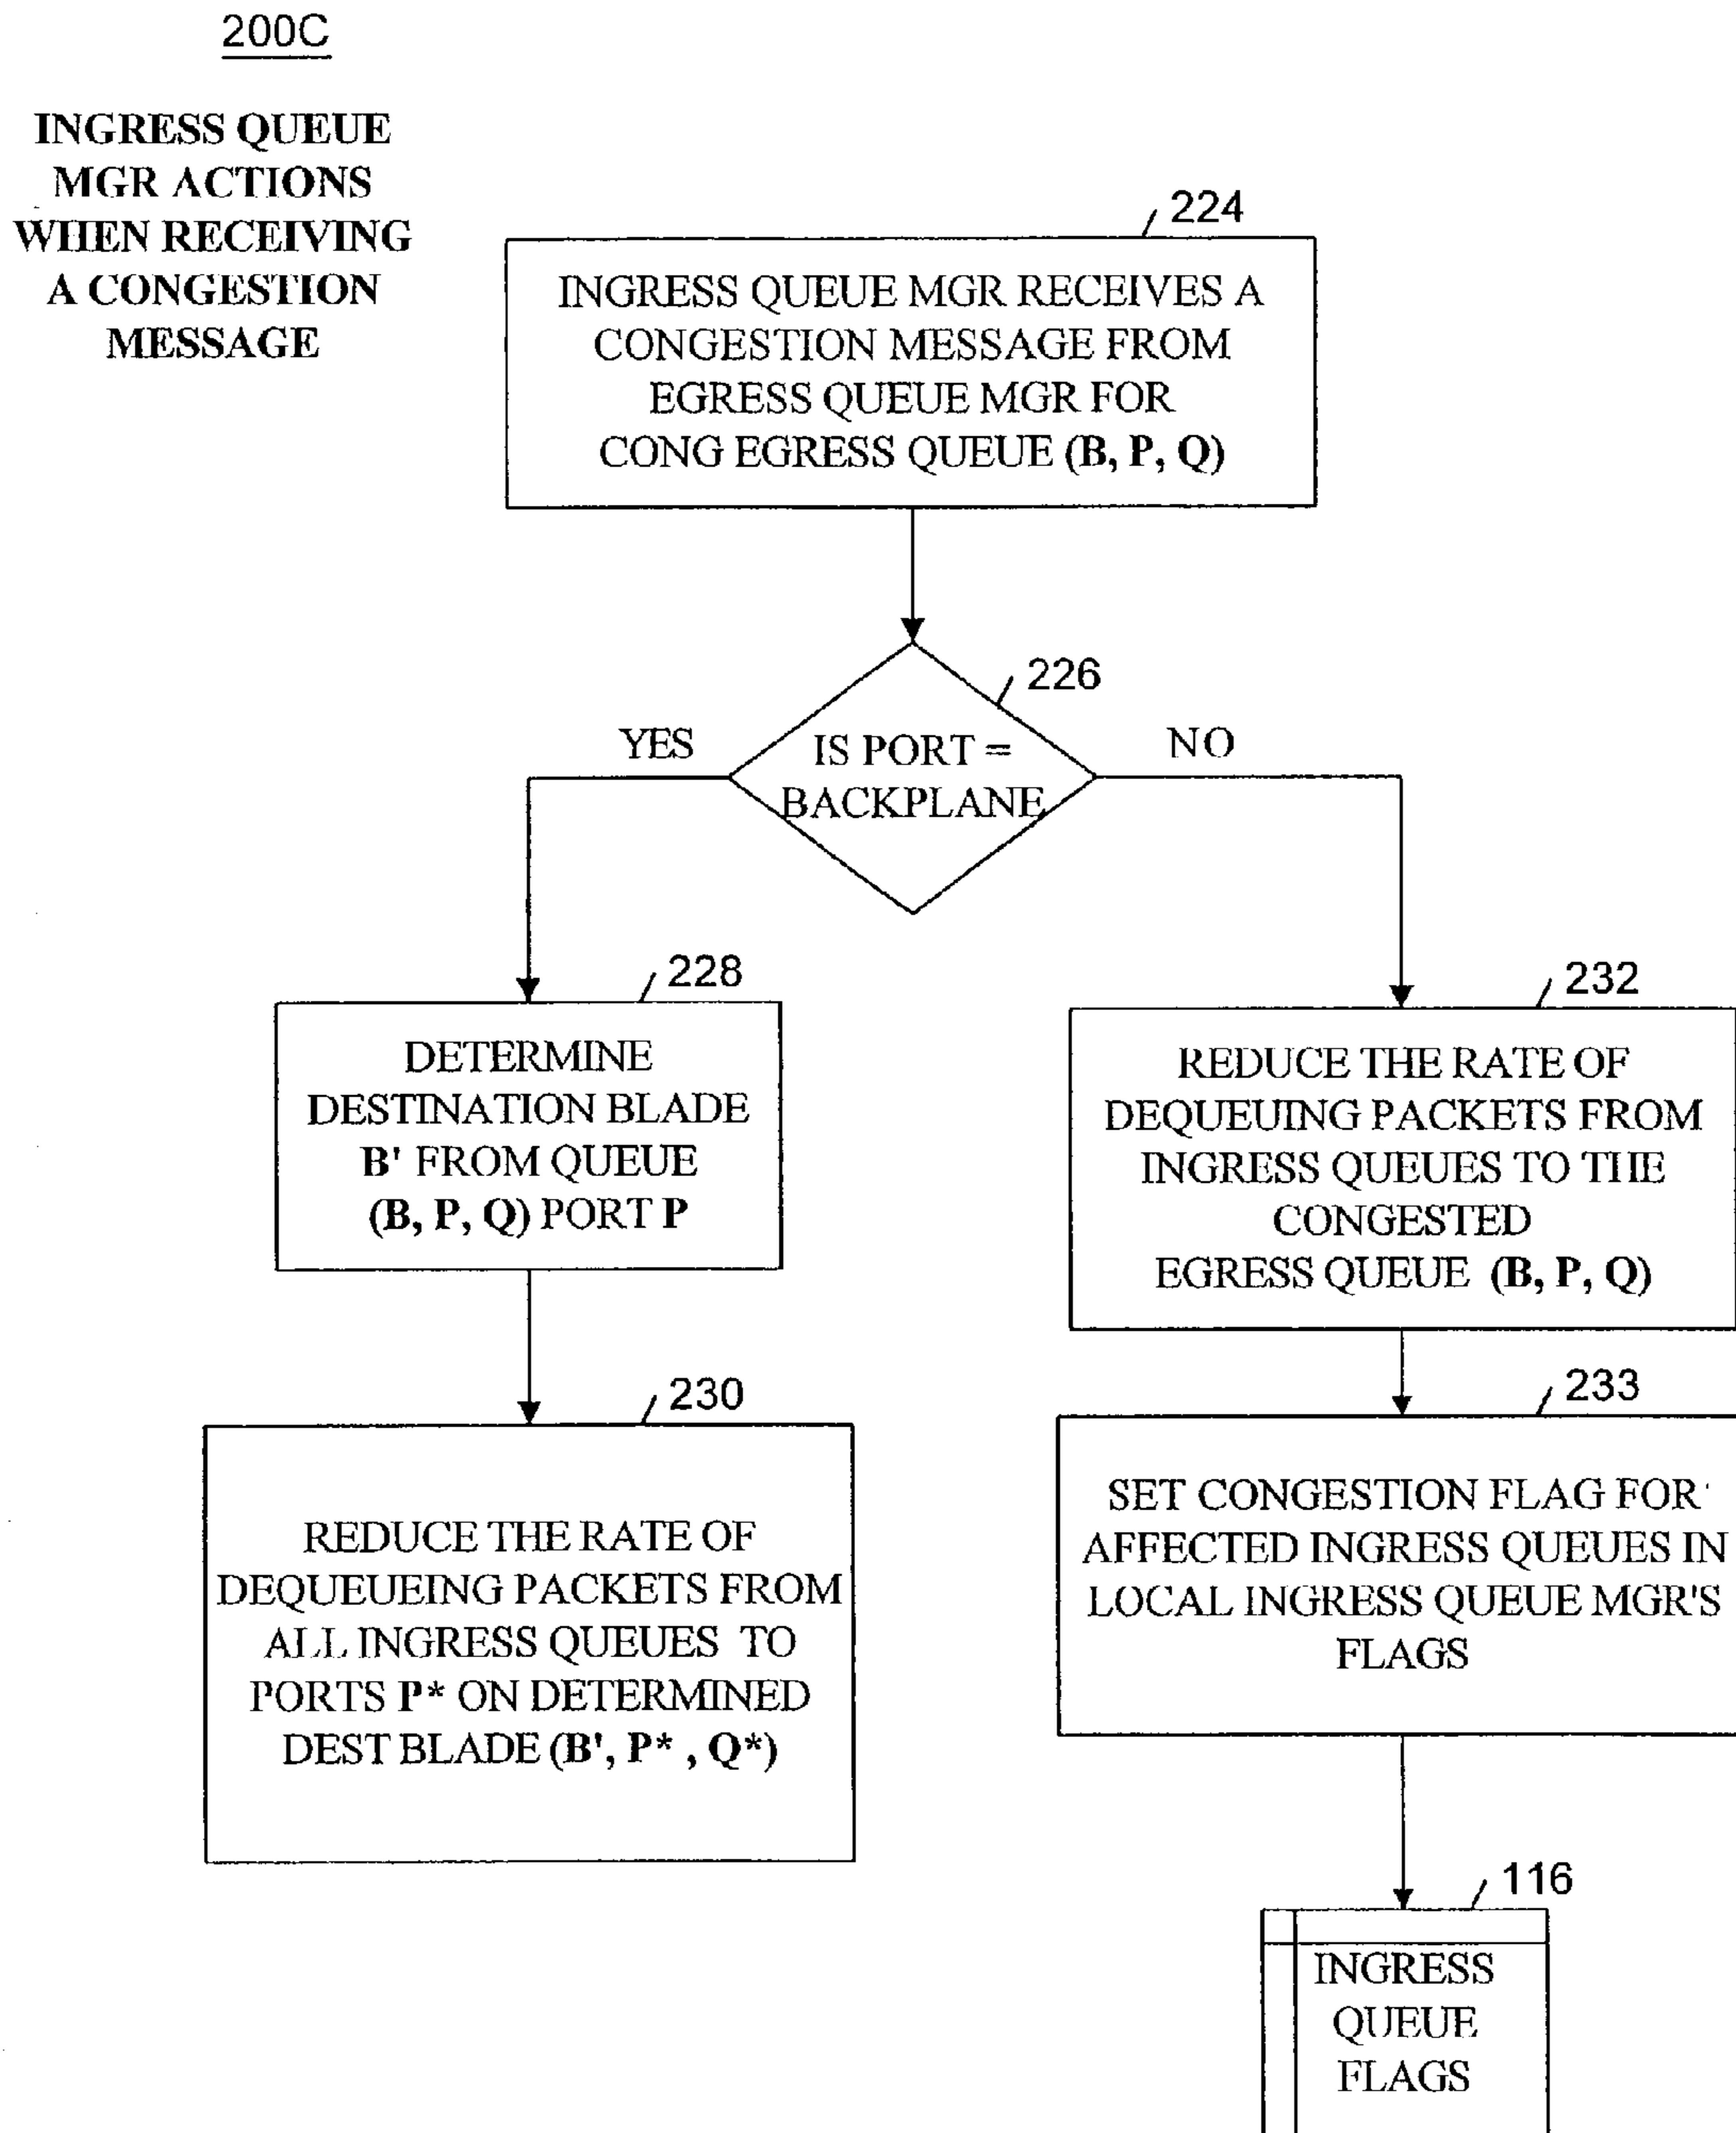 200C
INGRESS QUEUE
MGR ACTIONS
WHEN RECEIVING
A CONGESTION
MESSAGE
224
INGRESS QUEUE MGR RECEIVES A
CONGESTION MESSAGE FROM
EGRESS QUEUE MGR FOR
CONG EGRESS QUEUE (B, P, Q)
226
YES
IS PORT =
BACKPLANE
NO
228
DETERMINE
DESTINATION BLADE
B' FROM QUEUE
(B, P, Q) PORT P
232
REDUCE THE RATE OF
DEQUEUING PACKETS FROM
INGRESS QUEUES TO THE
CONGESTED
EGRESS QUEUE (B, P, Q)
230
REDUCE THE RATE OF
DEQUEUEING PACKETS FROM
ALL INGRESS QUEUES TO
PORTS P* ON DETERMINED
DEST BLADE (B', P* , Q*)
233
SET CONGESTION FLAG FOR
AFFECTED INGRESS QUEUES IN
LOCAL INGRESS QUEUE MGR'S
FLAGS
116
INGRESS
QUEUE
FLAGS